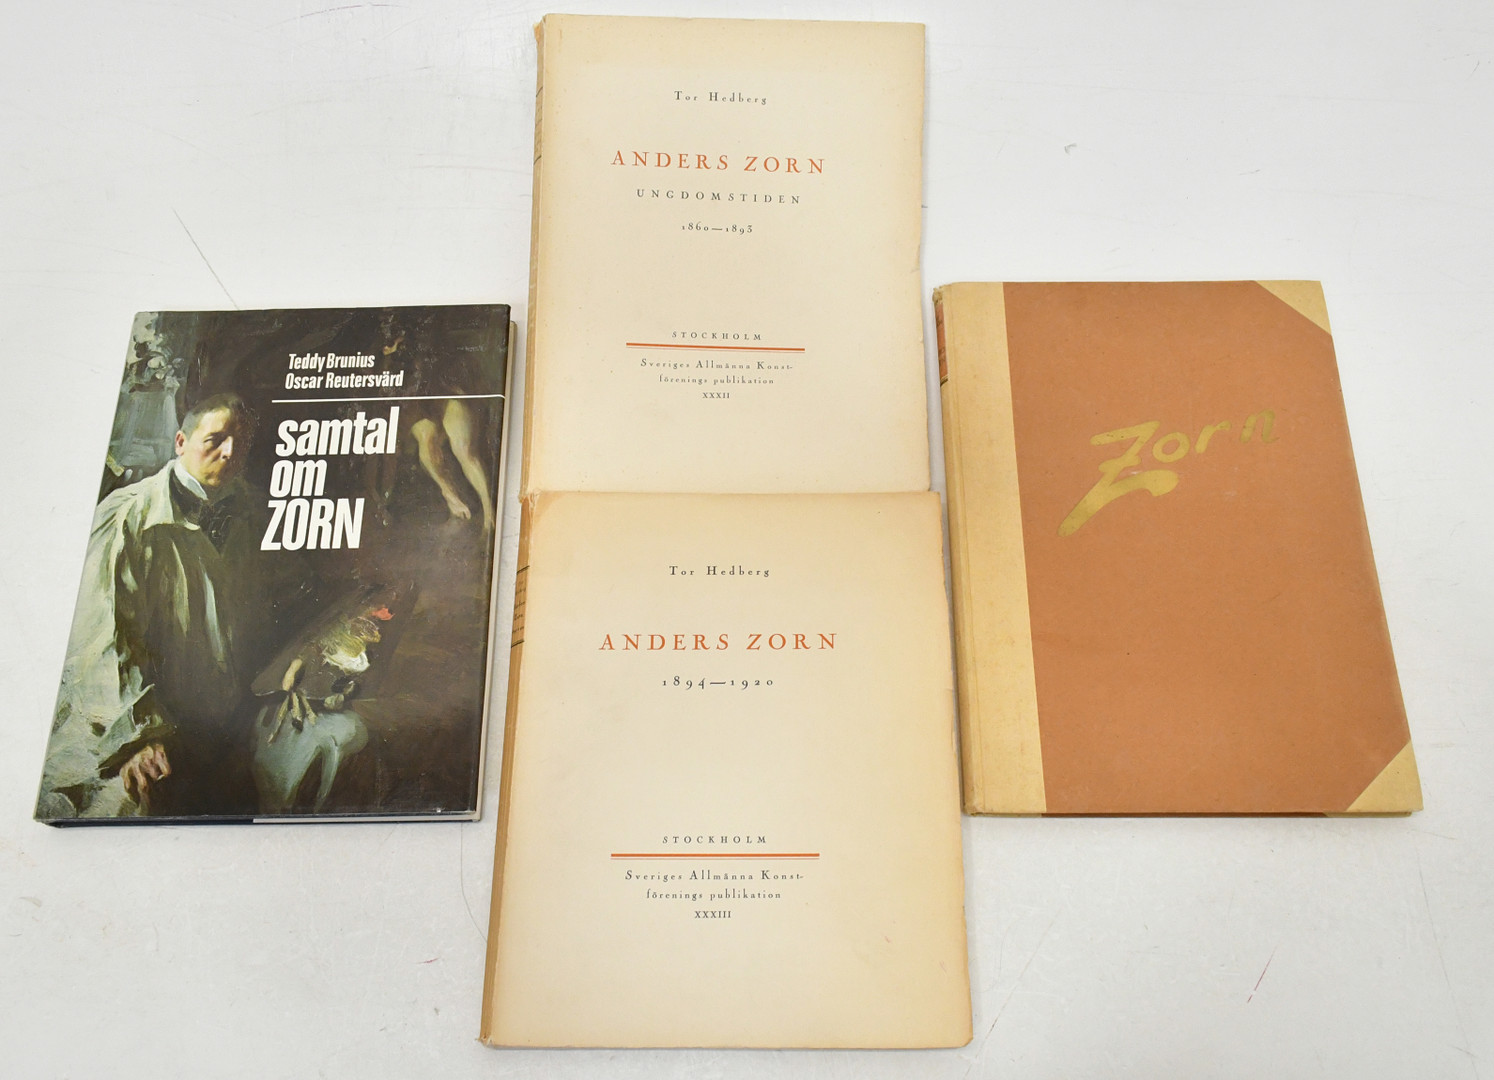 Teddy Brunius
Oscar Reutersvärd
samtal
om
ZORN
Tor Hedberg
ANDERS ZORN
UNGDOMSTIDEN
1860—1893
STOCKHOLM
Sveriges Allmänna Konst-
förenings publikation
XXXII
Tor Hedberg
ANDERS ZORN
1894—1920
STOCKHOLM
Sveriges Allmänna Konst-
förenings publikation
XXXIII
Zorn